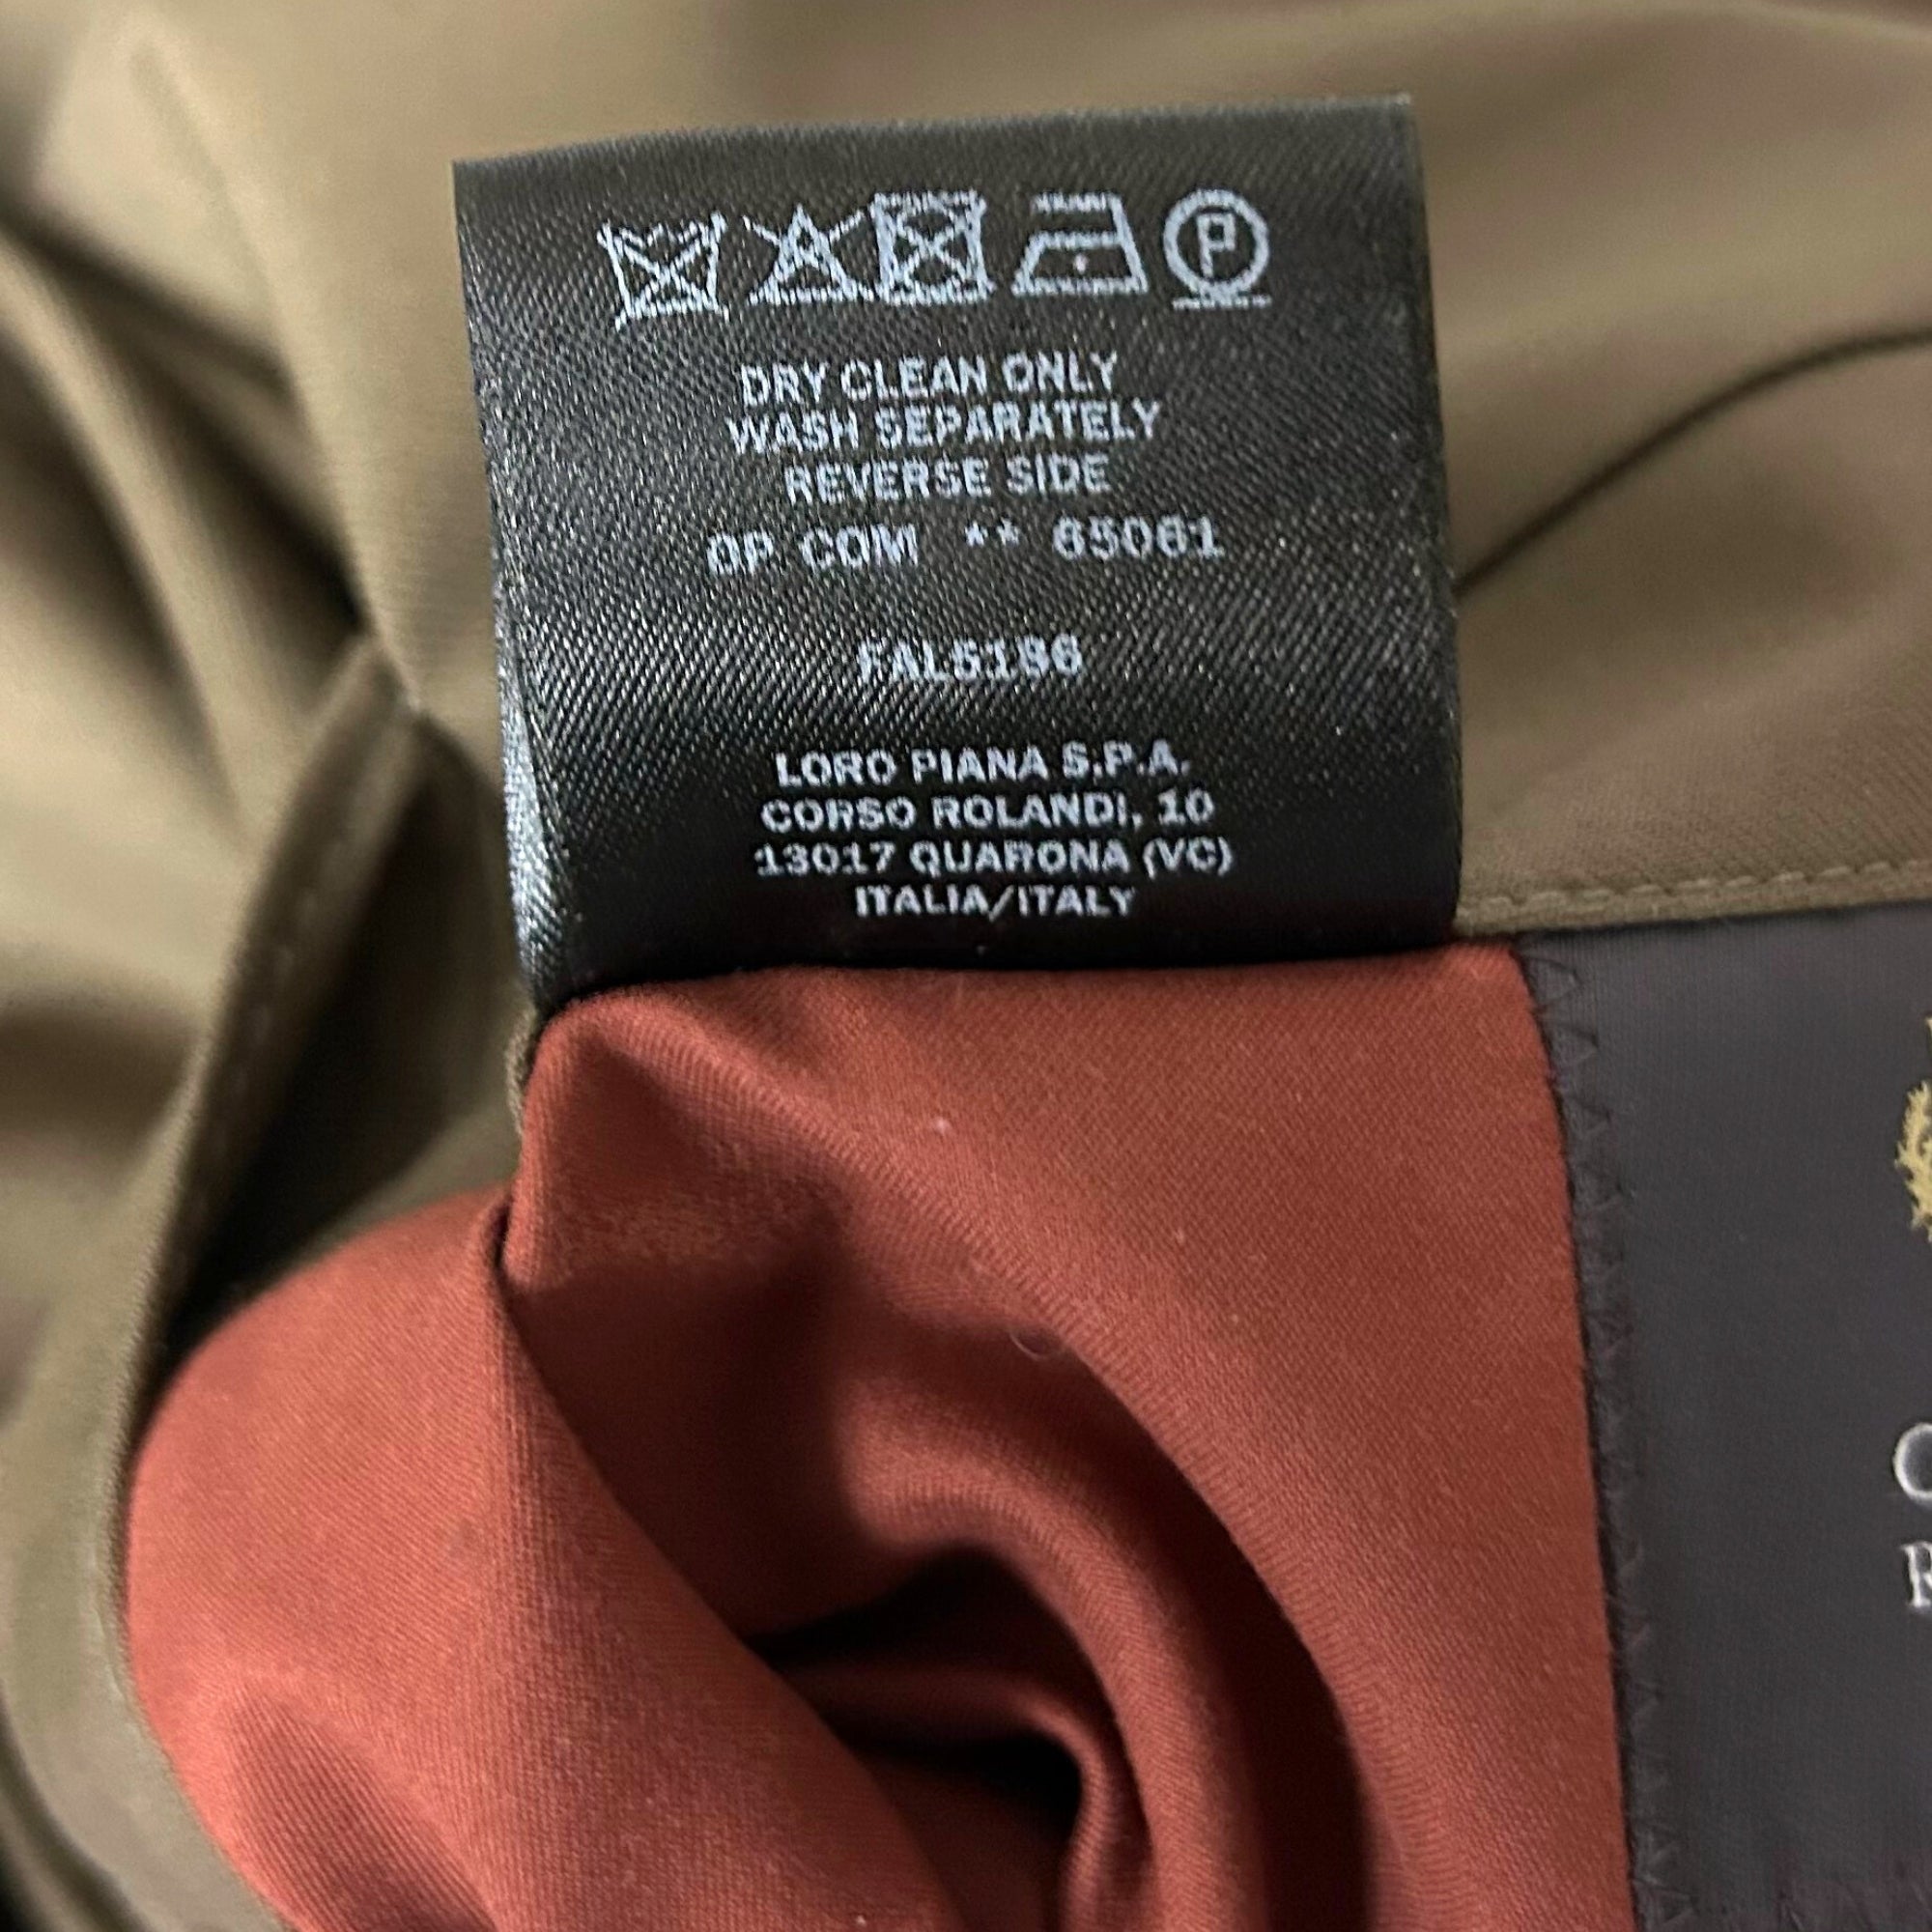 P
DRY CLEAN ONLY
WASH SEPARATELY
REVERSE SIDE
OP COM ** 65061
FAL5186
LORO PIANA S.P.A.
CORSO ROLANDI, 10
13017 QUARONA (VC)
ITALIA/ITALY